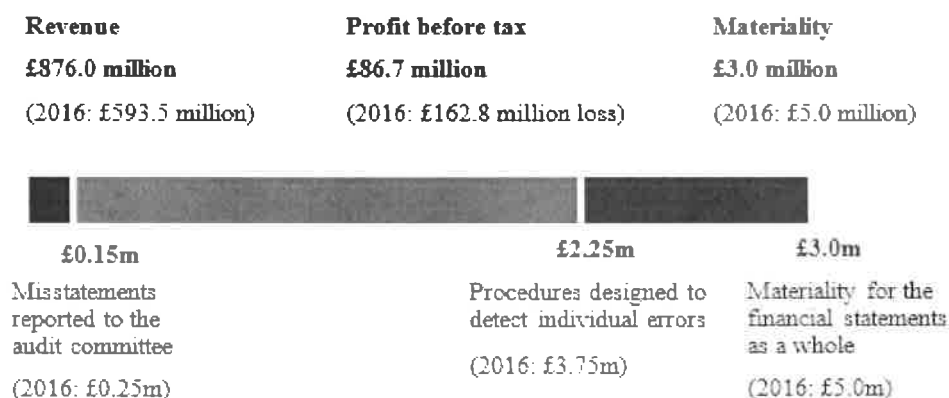 Revenue
£876.0 million
(2016: £593.5 million)
Profit before tax
£86.7 million
(2016: £162.8 million loss)
Materiality
£3.0 million
(2016: £5.0 million)
£0.15m
Misstatements
reported to the
audit committee
(2016: £0.25m)
£2.25m
Procedures designed to
detect individual errors
(2016: £3.75m)
£3.0m
Materiality for the
financial statements
as a whole
(2016: £5.0m)